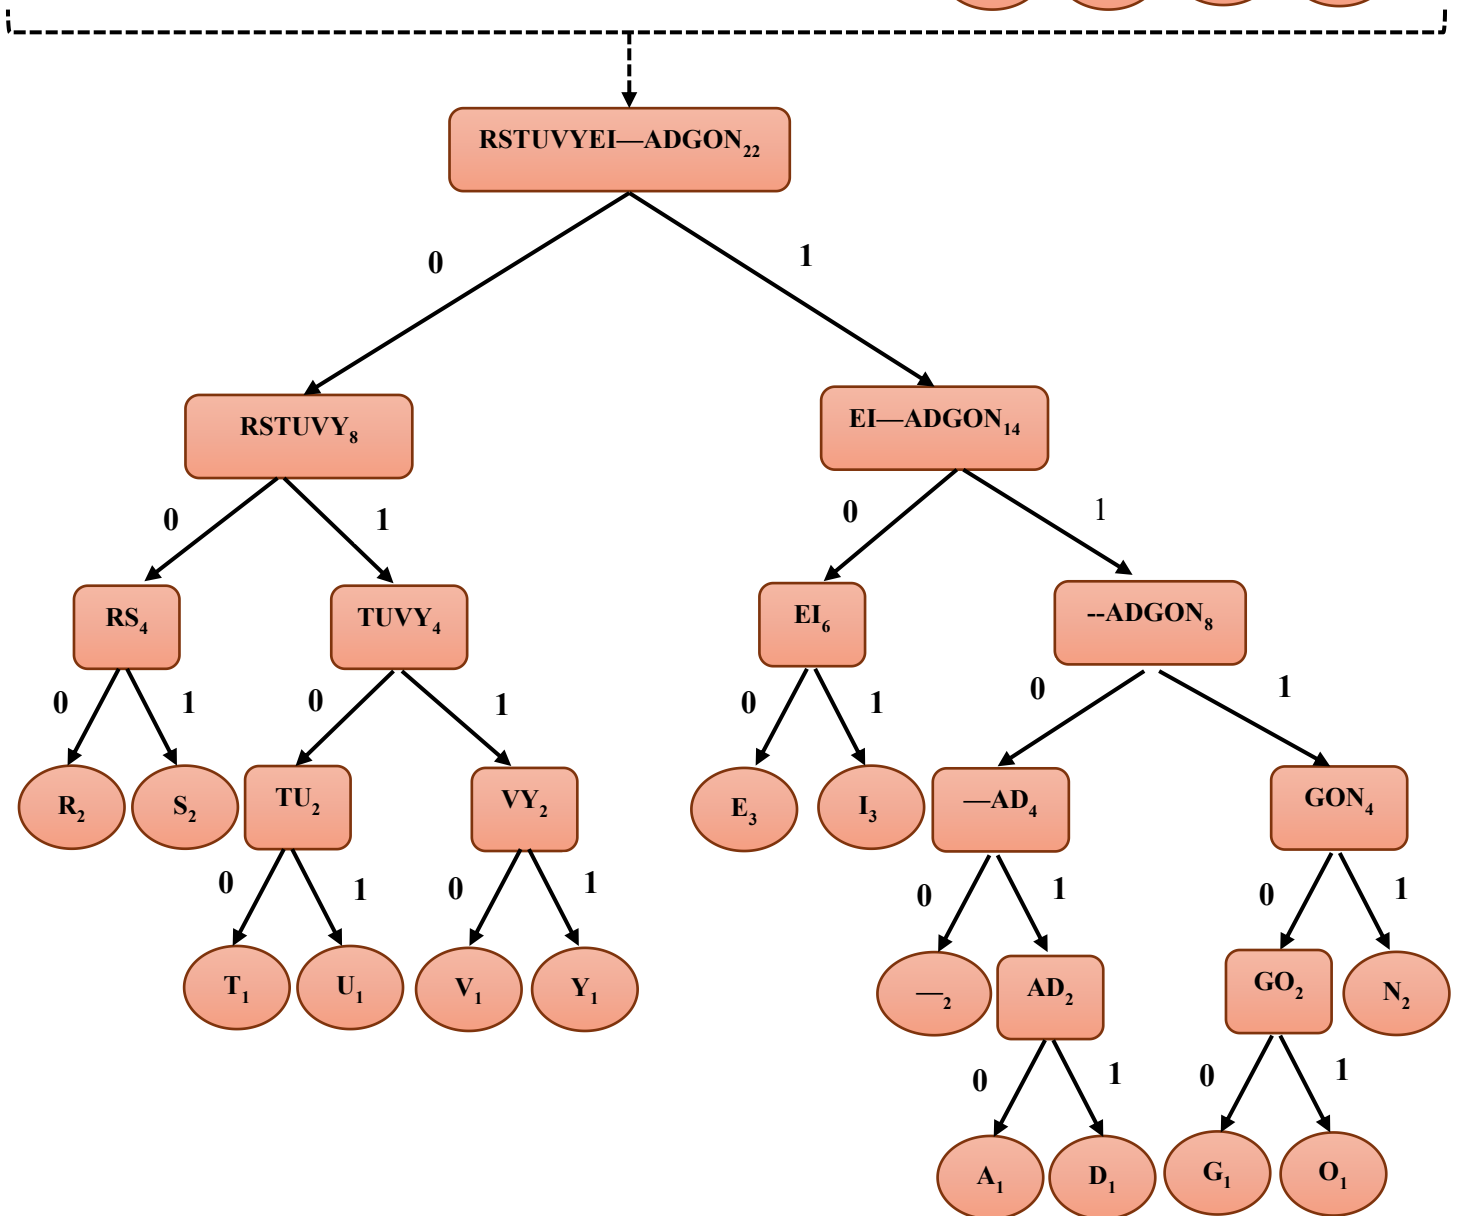 RSTUVYEI—ADGON22
0 1
RSTUVY8 EI—ADGON14
0 1 0 1
RS4 TUVY4 EI6 --ADGON8
0 1 0 1 0 1 0 1
R2 S2 TU2 VY2 E3 I3 —AD4 GON4
0 1 0 1 0 1 0 1
T1 U1 V1 Y1 —2 AD2 GO2 N2
0 1 0 1
A1 D1 G1 O1